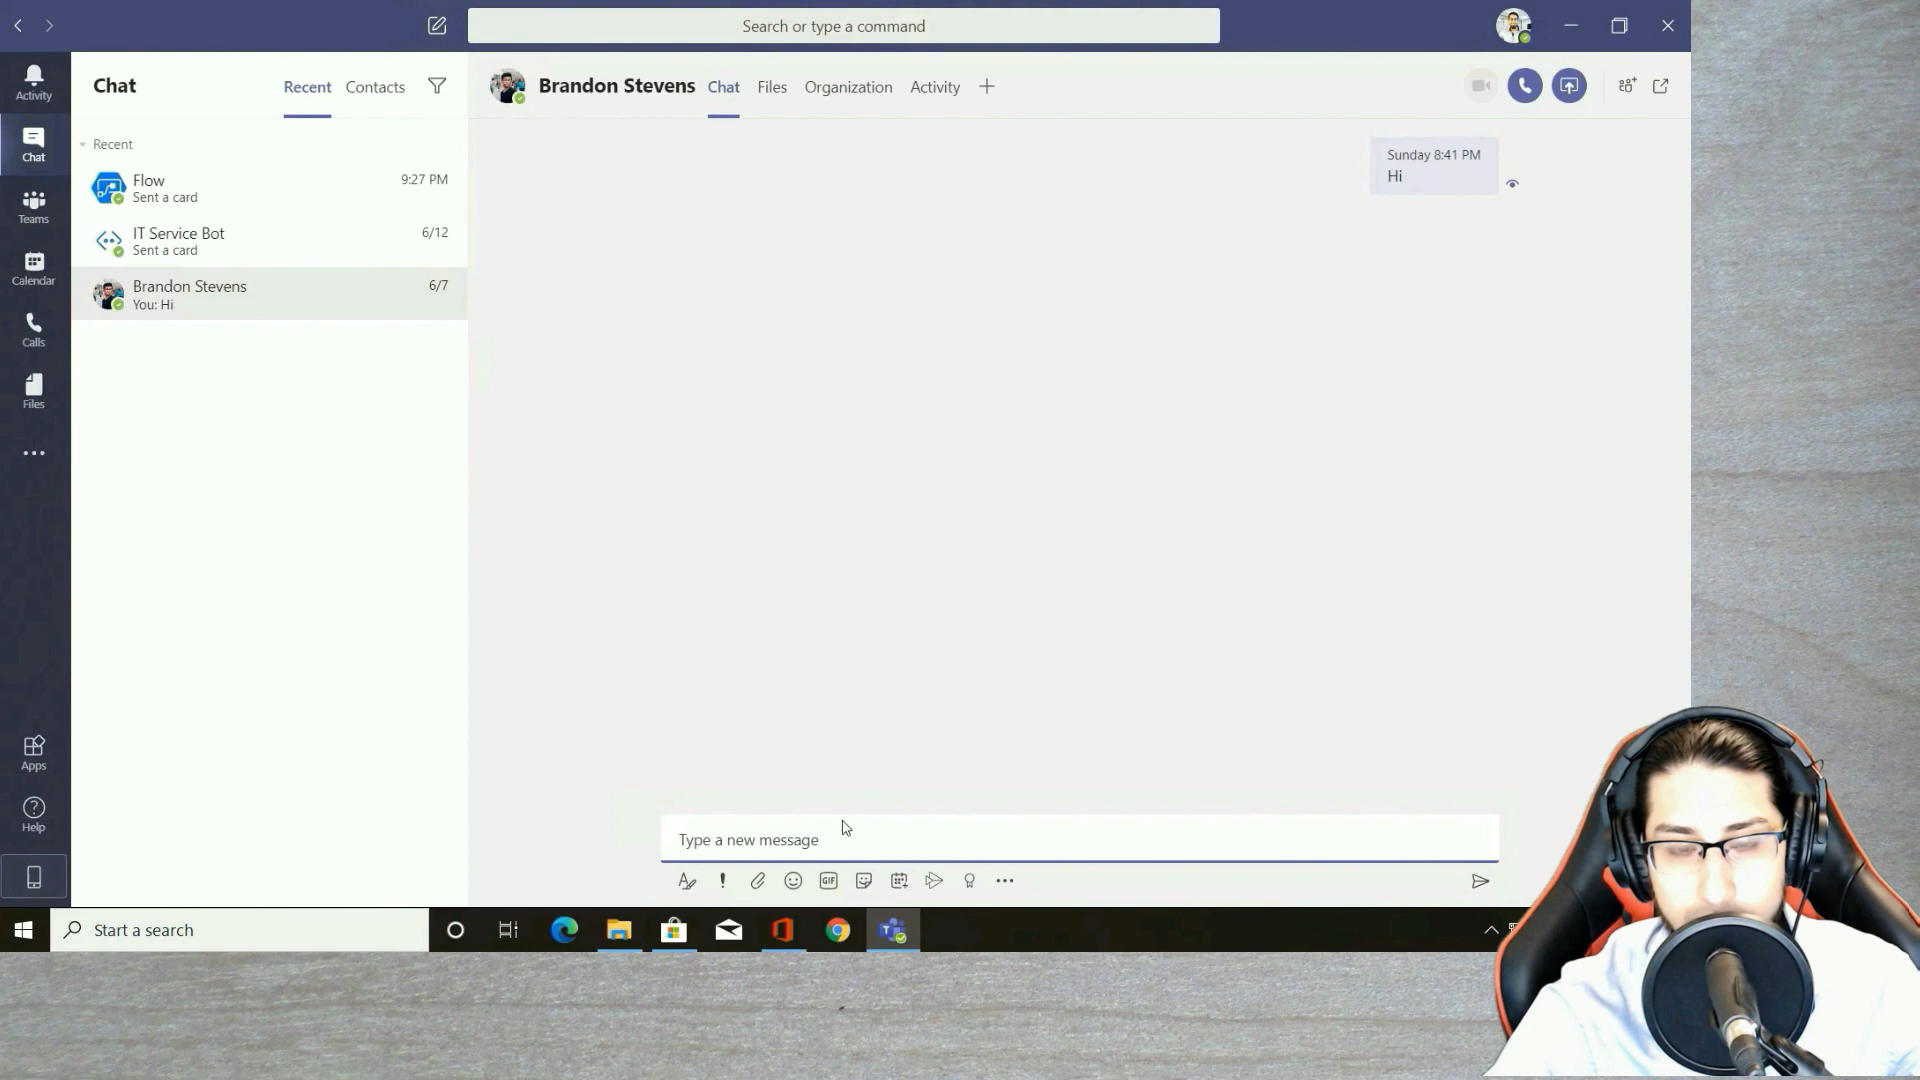 Search or type a command
Activity
Chat
Teams
Calendar
Calls
Files
Apps
Help
Chat
Recent
Contacts
Recent
Flow
9:27 PM
Sent a card
IT Service Bot
6/12
Sent a card
Brandon Stevens
6/7
You: Hi
Brandon Stevens
Chat
Files
Organization
Activity
Sunday 8:41 PM
Hi
Type a new message
GIF
Start a search